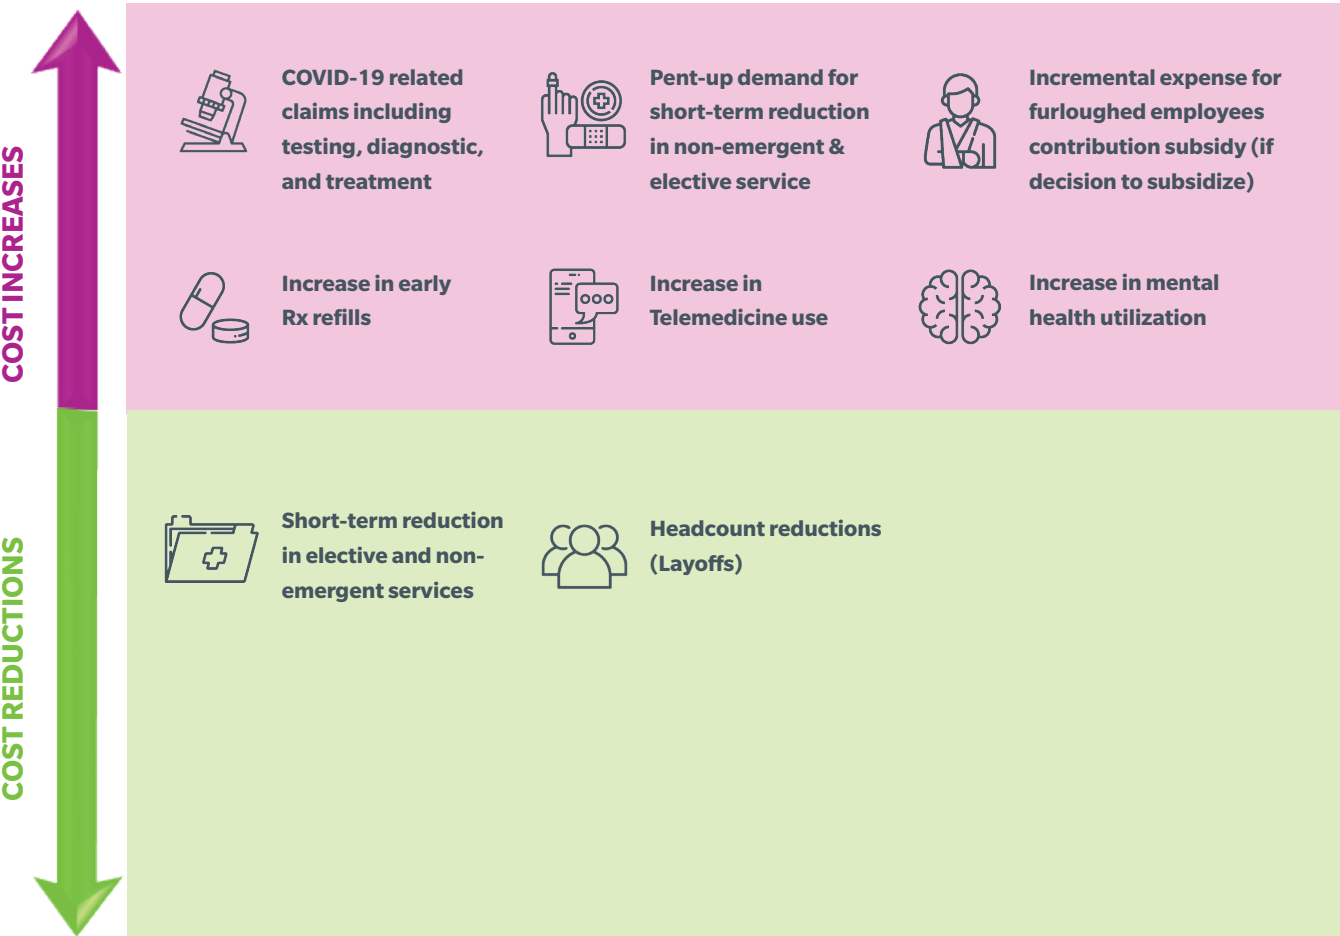 COST INCREASES
COVID-19 related
claims including
testing, diagnostic,
and treatment
Pent-up demand for
short-term reduction
in non-emergent &
elective service
Incremental expense for
furloughed employees
contribution subsidy (if
decision to subsidize)
Increase in early
Rx refills
Increase in
Telemedicine use
Increase in mental
health utilization
COST REDUCTIONS
Short-term reduction
in elective and non-
emergent services
Headcount reductions
(Layoffs)